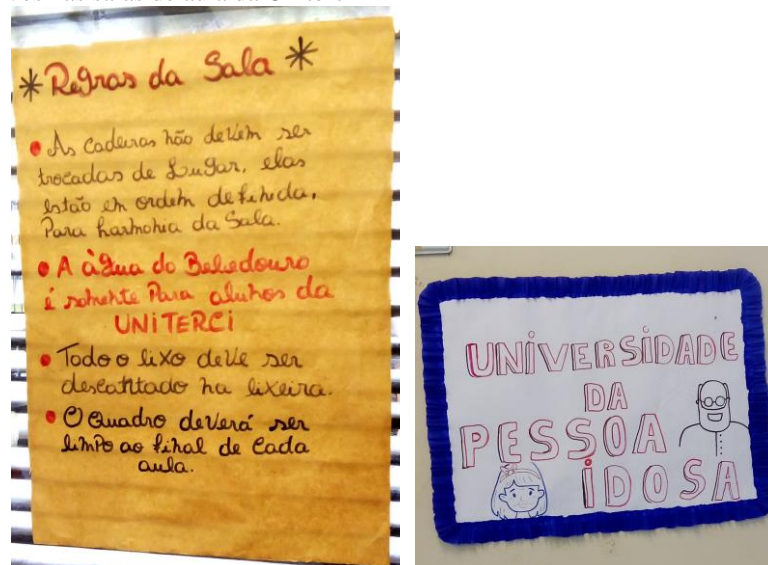 * Regras da Sala *
• As cadeiras não devem ser
trocadas de Lugar, elas
estão em ordem definida,
Para harmonia da Sala.
• A àgua do Bebedouro
é somente Para alunos da
UNITERCI
• Todo o lixo deve ser
descartado na lixeira.
• O Quadro deverá ser
limpo ao final de Cada
aula.
UNIVERSIDADE
DA
PESSOA
IDOSA